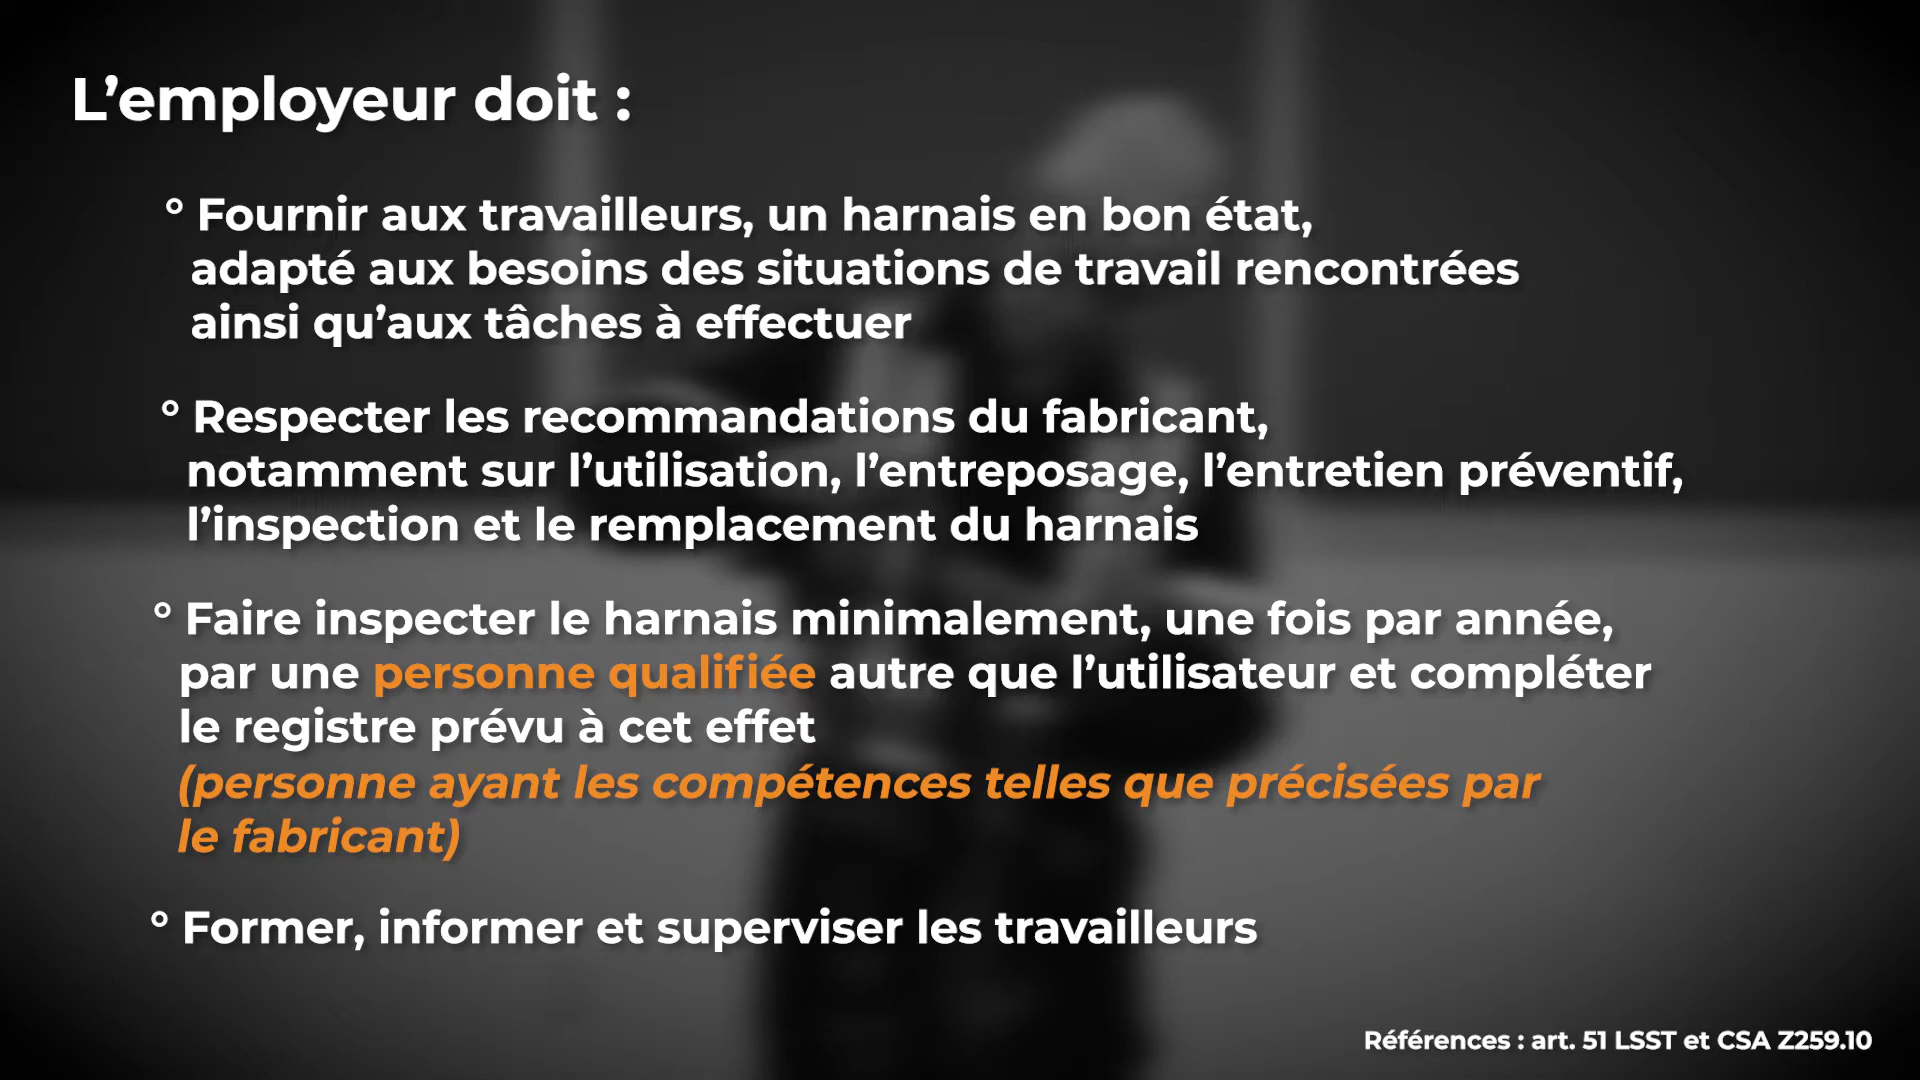 L’employeur doit :
° Fournir aux travailleurs, un harnais en bon état,
adapté aux besoins des situations de travail rencontrées
ainsi qu’aux tâches à effectuer
° Respecter les recommandations du fabricant,
notamment sur l’utilisation, l’entreposage, l’entretien préventif,
l’inspection et le remplacement du harnais
° Faire inspecter le harnais minimalement, une fois par année,
par une personne qualifiée autre que l’utilisateur et compléter
le registre prévu à cet effet
(personne ayant les compétences telles que précisées par
le fabricant)
° Former, informer et superviser les travailleurs
Références : art. 51 LSST et CSA Z259.10